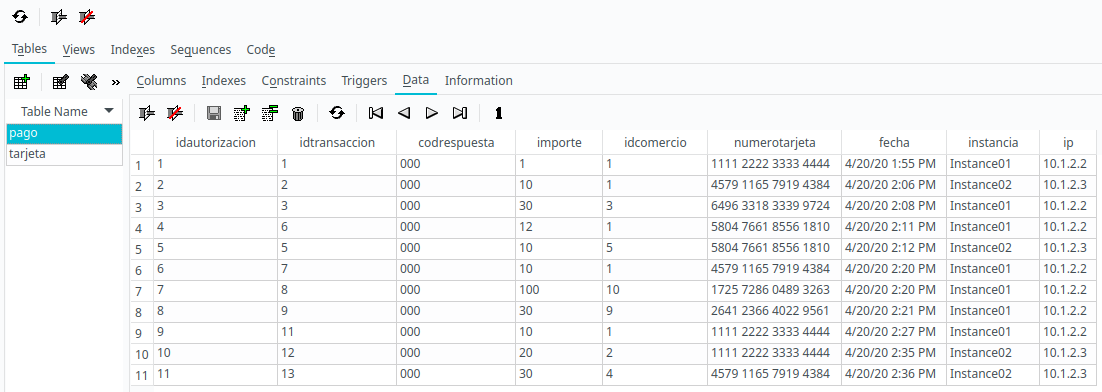 Tables Views Indexes Sequences Code
» Columns Indexes Constraints Triggers Data Information
Table Name
pago
tarjeta
idautorizacion idtransaccion codrespuesta importe idcomercio numerotarjeta fecha instancia ip
1 1 1 000 1 1 1111 2222 3333 4444 4/20/20 1:55 PM Instance01 10.1.2.2
2 2 2 000 10 1 4579 1165 7919 4384 4/20/20 2:06 PM Instance02 10.1.2.3
3 3 3 000 30 3 6496 3318 3339 9724 4/20/20 2:08 PM Instance01 10.1.2.2
4 4 6 000 12 1 5804 7661 8556 1810 4/20/20 2:11 PM Instance01 10.1.2.2
5 5 5 000 10 5 5804 7661 8556 1810 4/20/20 2:12 PM Instance02 10.1.2.3
6 6 7 000 10 1 4579 1165 7919 4384 4/20/20 2:20 PM Instance01 10.1.2.2
7 7 8 000 100 10 1725 7286 0489 3263 4/20/20 2:20 PM Instance01 10.1.2.2
8 8 9 000 30 9 2641 2366 4022 9561 4/20/20 2:21 PM Instance01 10.1.2.2
9 9 11 000 10 1 1111 2222 3333 4444 4/20/20 2:27 PM Instance01 10.1.2.2
10 10 12 000 20 2 1111 2222 3333 4444 4/20/20 2:35 PM Instance02 10.1.2.3
11 11 13 000 30 4 4579 1165 7919 4384 4/20/20 2:36 PM Instance02 10.1.2.3